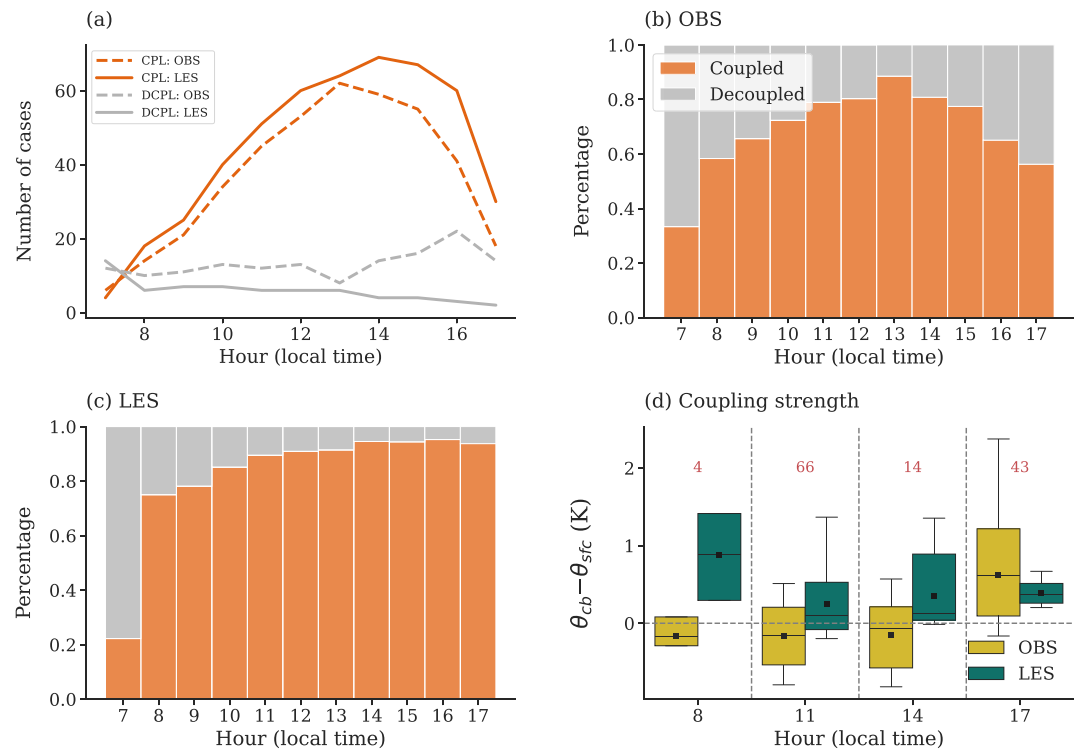 (a)
CPL: OBS
CPL: LES
DCPL: OBS
DCPL: LES
60
40
20
0
Number of cases
8 10 12 14 16
Hour (local time)
(b) OBS
Coupled
Decoupled
1.0
0.8
0.6
0.4
0.2
0.0
Percentage
7 8 9 10 11 12 13 14 15 16 17
Hour (local time)
(c) LES
1.0
0.8
0.6
0.4
0.2
0.0
Percentage
7 8 9 10 11 12 13 14 15 16 17
Hour (local time)
(d) Coupling strength
4 66 14 43
2
1
0
θcb−θsfc (K)
OBS
LES
8 11 14 17
Hour (local time)